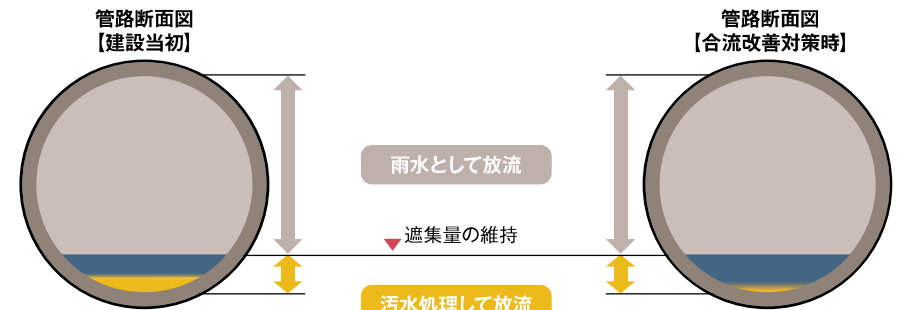 管路断面図
【建設当初】
管路断面図
【合流改善対策時】
雨水として放流
遮集量の維持
汚水処理して放流